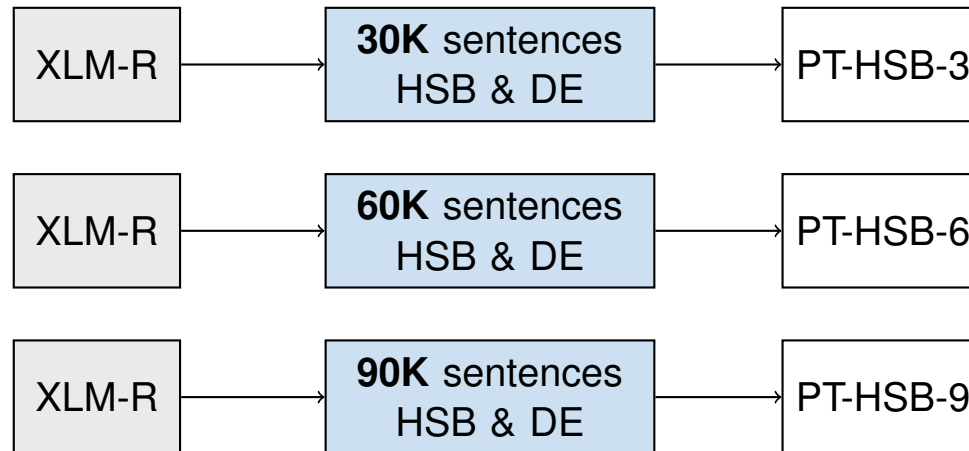 XLM-R
30K sentences
HSB & DE
PT-HSB-3
XLM-R
60K sentences
HSB & DE
PT-HSB-6
XLM-R
90K sentences
HSB & DE
PT-HSB-9